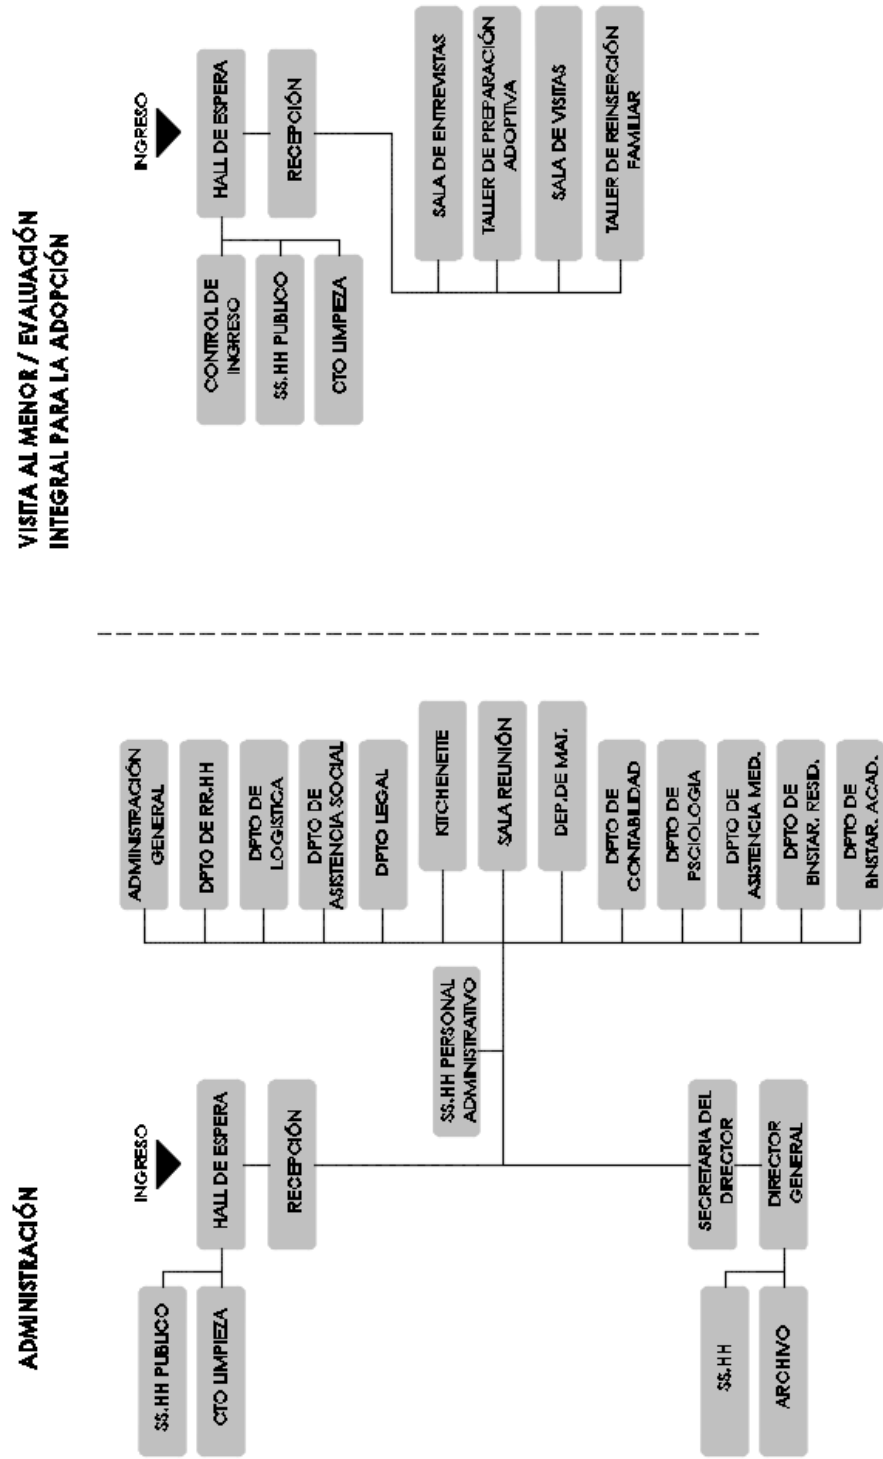 ADMINISTRACIÓN
INGRESO
HALL DE ESPERA
RECEPCIÓN
SS.HH PUBLICO
CTO LIMPIEZA
SS.HH PERSONAL
ADMINISTRATIVO
ADMINISTRACIÓN
GENERAL
DPTO DE RR.HH
DPTO DE
LOGISTICA
DPTO DE
ASISTENCIA SOCIAL
DPTO LEGAL
KITCHENETTE
SALA REUNIÓN
DEP.DE MAT.
DPTO DE
CONTABILIDAD
DPTO DE
PSCIOLOGIA
DPTO DE
ASISTENCIA MED.
DPTO DE
BNSTAR. RESID.
DPTO DE
BNSTAR. ACAD.
SECRETARIA DEL
DIRECTOR
DIRECTOR
GENERAL
SS.HH
ARCHIVO
VISITA AL MENOR / EVALUACIÓN
INTEGRAL PARA LA ADOPCIÓN
INGRESO
HALL DE ESPERA
RECEPCIÓN
CONTROL DE
INGRESO
SS.HH PUBLICO
CTO LIMPIEZA
SALA DE ENTREVISTAS
TALLER DE PREPARACIÓN
ADOPTIVA
SALA DE VISITAS
TALLER DE REINSERCIÓN
FAMILIAR